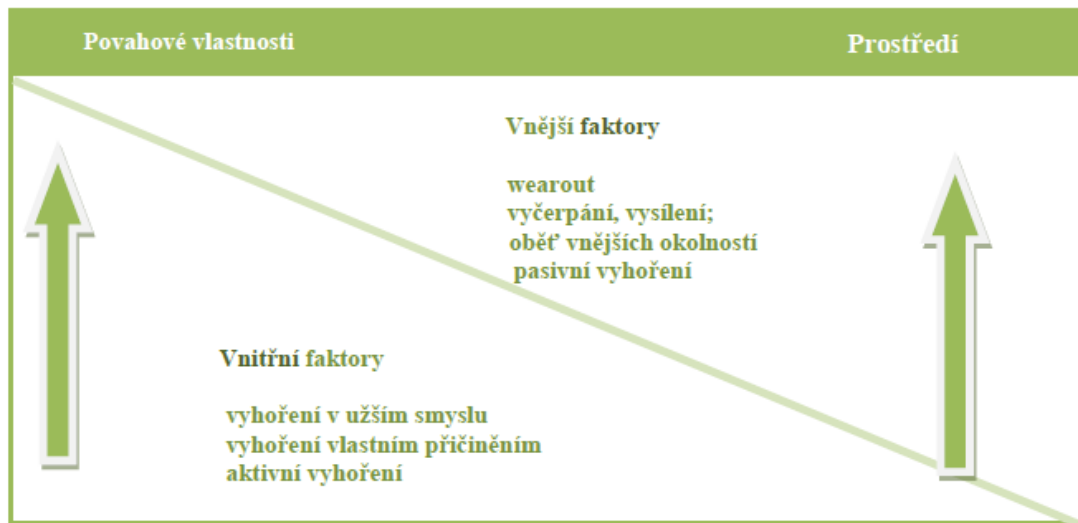 Povahové vlastnosti
Prostředí
Vnější faktory
wearout
vyčerpání, vysílení;
oběť vnějších okolností
pasivní vyhoření
Vnitřní faktory
vyhoření v užším smyslu
vyhoření vlastním přičiněním
aktivní vyhoření